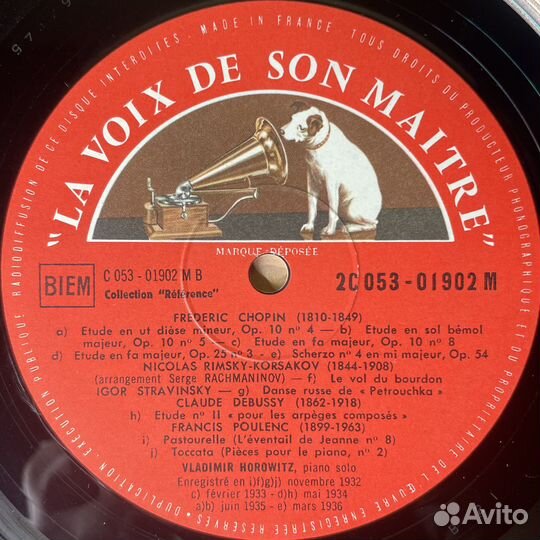 MADE IN FRANCE. TOUS DROITS DU PRODUCTEUR PHONOGRAPHIQUE ET DU PROPRIETAIRE DE L'ŒUVRE ENREGISTREE RESERVES • DUPLICATION EXECUTION PUBLIQUE RADIODIFFUSION DE CE DISQUE INTERDITES.
"LA VOIX DE SON MAITRE"
MARQUE DÉPOSÉE
BIEM
C 053 - 01902 M B
2C 053 - 01902 M
Collection "Référence"
FREDERIC CHOPIN (1810-1849)
a) Etude en ut dièse mineur, Op. 10 nº 4 — b) Etude en sol bémol
majeur, Op. 10 nº 5 — c) Etude en fa majeur, Op. 10 nº 8
d) Etude en fa majeur, Op. 25 nº 3 - e) Scherzo nº 4 en mi majeur, Op. 54
NICOLAS RIMSKY-KORSAKOV (1844-1908)
(arrangement Serge RACHMANINOV) — f) Le vol du bourdon
IGOR STRAVINSKY — g) Danse russe de « Petrouchka »
CLAUDE DEBUSSY (1862-1918)
h) Etude nº 11 « pour les arpèges composés »
FRANCIS POULENC (1899-1963)
i) Pastourelle (L'éventail de Jeanne nº 8)
j) Toccata (Pièces pour le piano, nº 2)
VLADIMIR HOROWITZ, piano solo
Enregistré en i)f)g)j) novembre 1932
c) février 1933 - d)h) mai 1934
a)b) juin 1935 - e) mars 1936
Avito